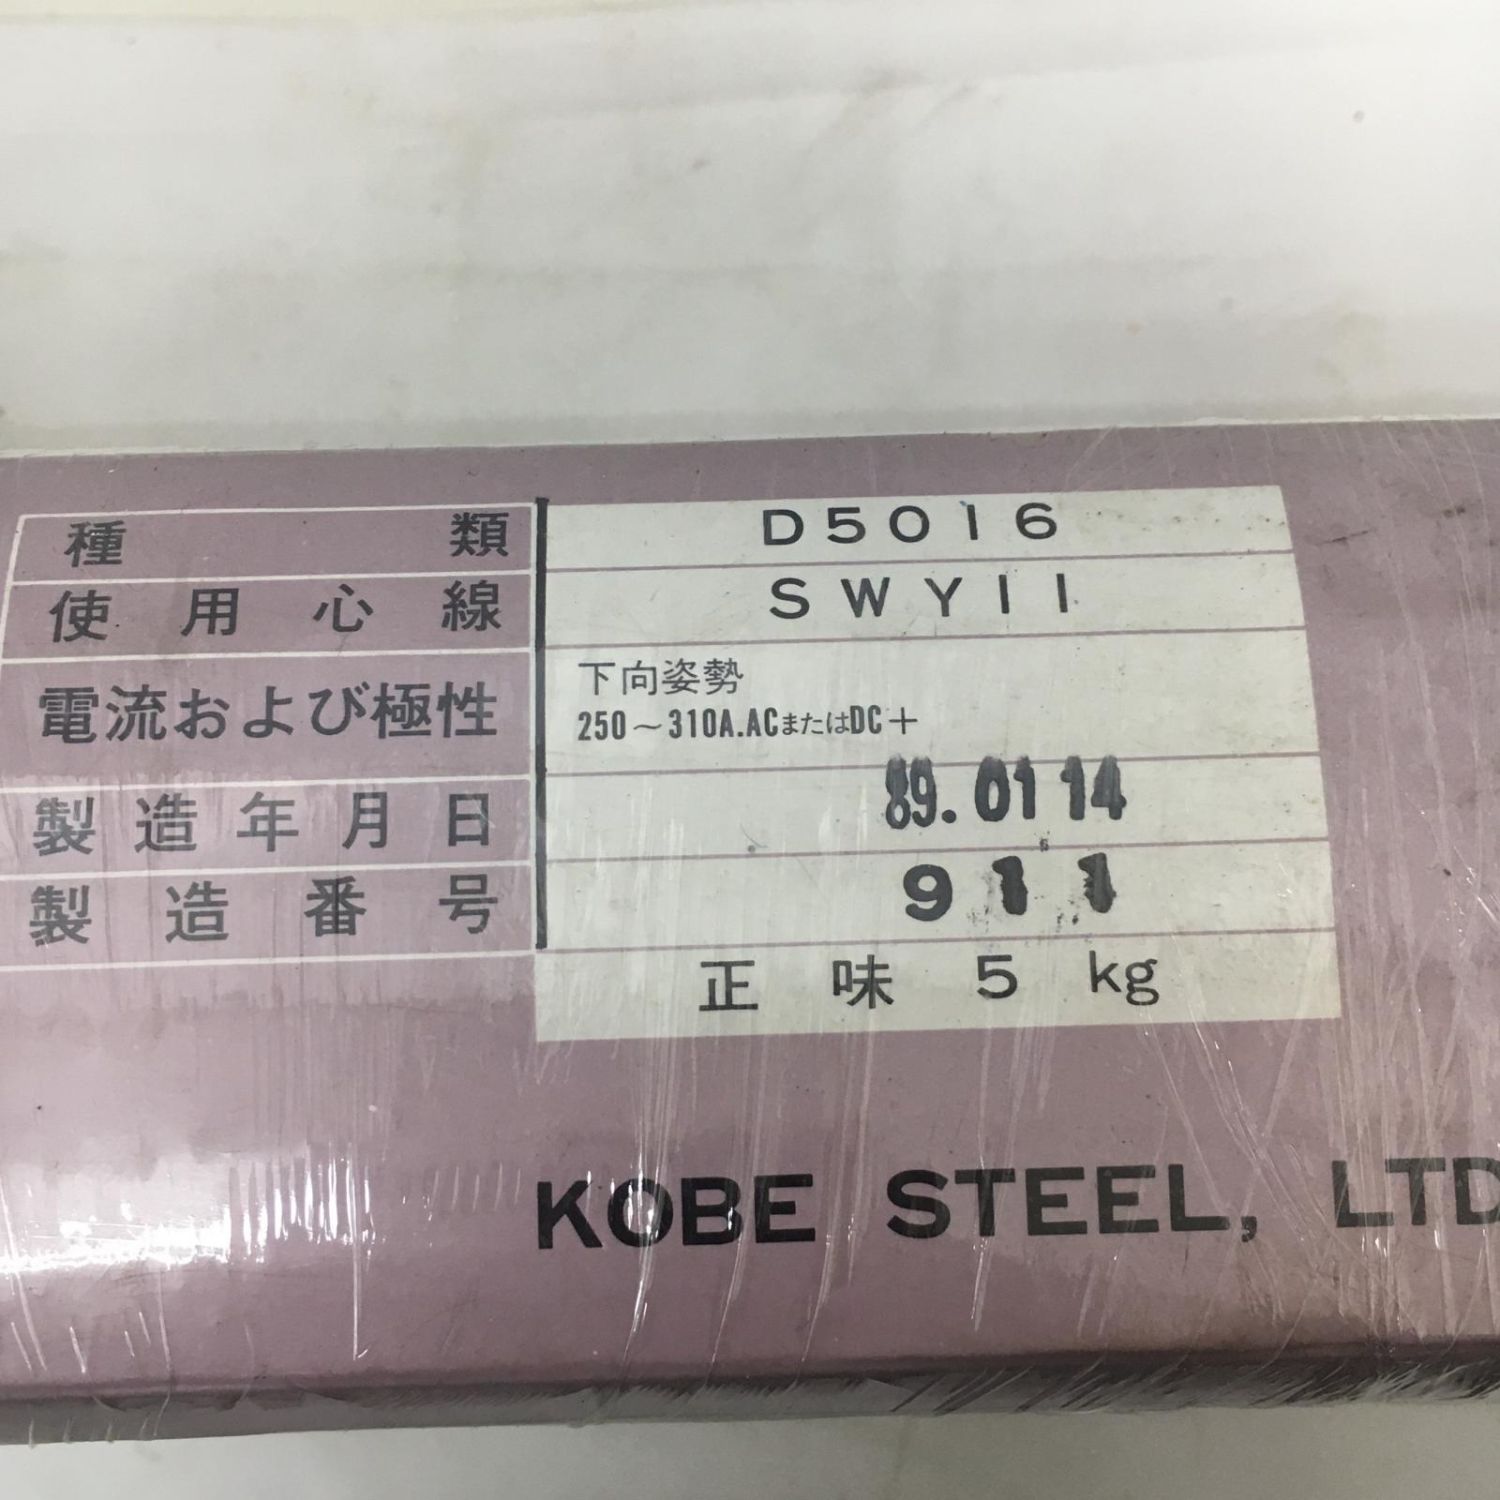 種類 D5016
使用心線 SWY11
電流および極性 下向姿勢
250～310A.ACまたはDC＋
製造年月日 89.01 14
製造番号 911
正味 5 kg
KOBE STEEL, LTD